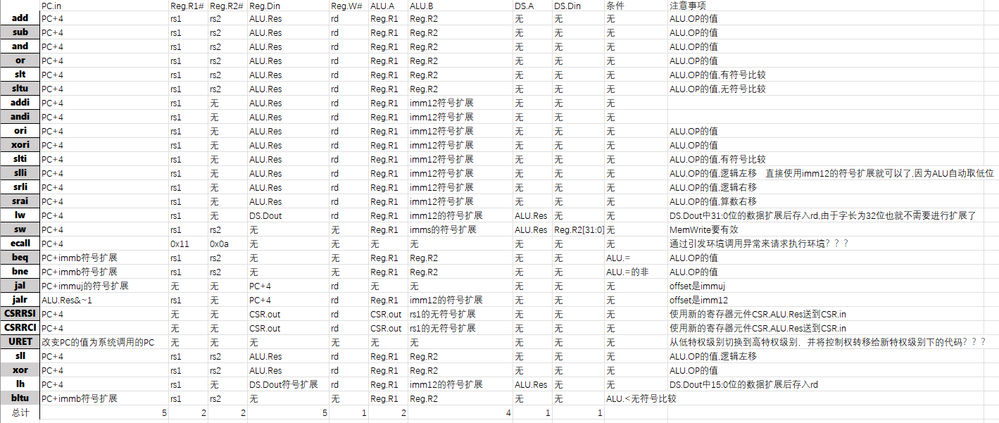 PC.in Reg.R1# Reg.R2# Reg.Din Reg.W# ALU.A ALU.B DS.A DS.Din 条件 注意事项
add PC+4 rs1 rs2 ALU.Res rd Reg.R1 Reg.R2 无 无 无 ALU.OP的值
sub PC+4 rs1 rs2 ALU.Res rd Reg.R1 Reg.R2 无 无 无 ALU.OP的值
and PC+4 rs1 rs2 ALU.Res rd Reg.R1 Reg.R2 无 无 无 ALU.OP的值
or PC+4 rs1 rs2 ALU.Res rd Reg.R1 Reg.R2 无 无 无 ALU.OP的值
slt PC+4 rs1 rs2 ALU.Res rd Reg.R1 Reg.R2 无 无 无 ALU.OP的值,有符号比较
sltu PC+4 rs1 rs2 ALU.Res rd Reg.R1 Reg.R2 无 无 无 ALU.OP的值,无符号比较
addi PC+4 rs1 无 ALU.Res rd Reg.R1 imm12符号扩展 无 无 无
andi PC+4 rs1 无 ALU.Res rd Reg.R1 imm12符号扩展 无 无 无
ori PC+4 rs1 无 ALU.Res rd Reg.R1 imm12符号扩展 无 无 无 ALU.OP的值
xori PC+4 rs1 无 ALU.Res rd Reg.R1 imm12符号扩展 无 无 无 ALU.OP的值
slti PC+4 rs1 无 ALU.Res rd Reg.R1 imm12符号扩展 无 无 无 ALU.OP的值,有符号比较
slli PC+4 rs1 无 ALU.Res rd Reg.R1 imm12符号扩展 无 无 无 ALU.OP的值,逻辑左移 直接使用imm12的符号扩展就可以了,因为ALU自动取低位
srli PC+4 rs1 无 ALU.Res rd Reg.R1 imm12符号扩展 无 无 无 ALU.OP的值,逻辑右移
srai PC+4 rs1 无 ALU.Res rd Reg.R1 imm12符号扩展 无 无 无 ALU.OP的值,算数右移
lw PC+4 rs1 无 DS.Dout rd Reg.R1 imm12的符号扩展 ALU.Res 无 无 DS.Dout中31:0位的数据扩展后存入rd,由于字长为32位也就不需要进行扩展了
sw PC+4 rs1 rs2 无 无 Reg.R1 imms的符号扩展 ALU.Res Reg.R2[31:0] 无 MemWrite要有效
ecall PC+4 0x11 0x0a 无 无 无 无 无 无 无 通过引发环境调用异常来请求执行环境？？？
beq PC+immb符号扩展 rs1 rs2 无 无 Reg.R1 Reg.R2 无 无 ALU.= ALU.OP的值
bne PC+immb符号扩展 rs1 rs2 无 无 Reg.R1 Reg.R2 无 无 ALU.=的非 ALU.OP的值
jal PC+immuj的符号扩展 无 无 PC+4 rd 无 无 无 无 无 offset是immuj
jalr ALU.Res&~1 rs1 无 PC+4 rd Reg.R1 imm12的符号扩展 无 无 无 offset是imm12
CSRRSI PC+4 无 无 CSR.out rd CSR.out rs1的无符号扩展 无 无 无 使用新的寄存器元件CSR,ALU.Res送到CSR.in
CSRRCI PC+4 无 无 CSR.out rd CSR.out rs1的无符号扩展 无 无 无 使用新的寄存器元件CSR,ALU.Res送到CSR.in
URET 改变PC的值为系统调用的PC 无 无 无 无 无 无 无 无 无 从低特权级别切换到高特权级别，并将控制权转移给新特权级别下的代码？？？
sll PC+4 rs1 rs2 ALU.Res rd Reg.R1 Reg.R2 无 无 无 ALU.OP的值,逻辑左移
xor PC+4 rs1 rs2 ALU.Res rd Reg.R1 Reg.R2 无 无 无 ALU.OP的值
lh PC+4 rs1 无 DS.Dout符号扩展 rd Reg.R1 imm12的符号扩展 ALU.Res 无 无 DS.Dout中15:0位的数据扩展后存入rd
bltu PC+immb符号扩展 rs1 rs2 无 无 Reg.R1 Reg.R2 无 无 ALU.<无符号比较
总计 5 2 2 5 1 2 4 1 1